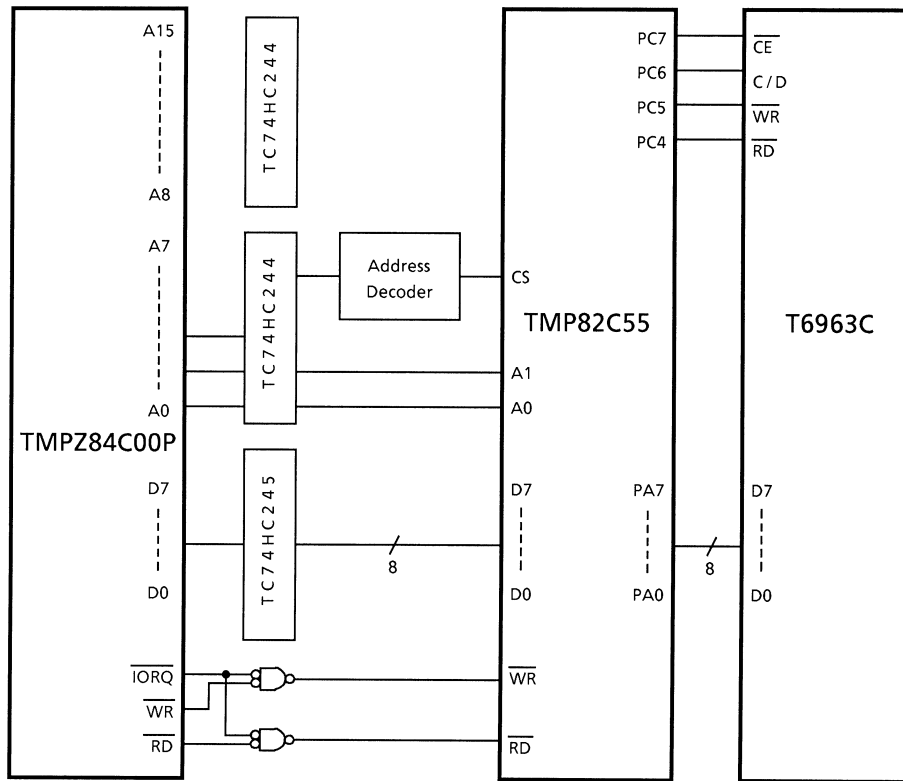 A15
A8
A7
A0
TMPZ84C00P
D7
D0
IORQ
WR
RD
TC74HC244
TC74HC244
TC74HC245
Address
Decoder
8
CS
A1
A0
TMP82C55
D7
D0
WR
RD
PC7
PC6
PC5
PC4
PA7
PA0
8
CE
C/D
WR
RD
T6963C
D7
D0